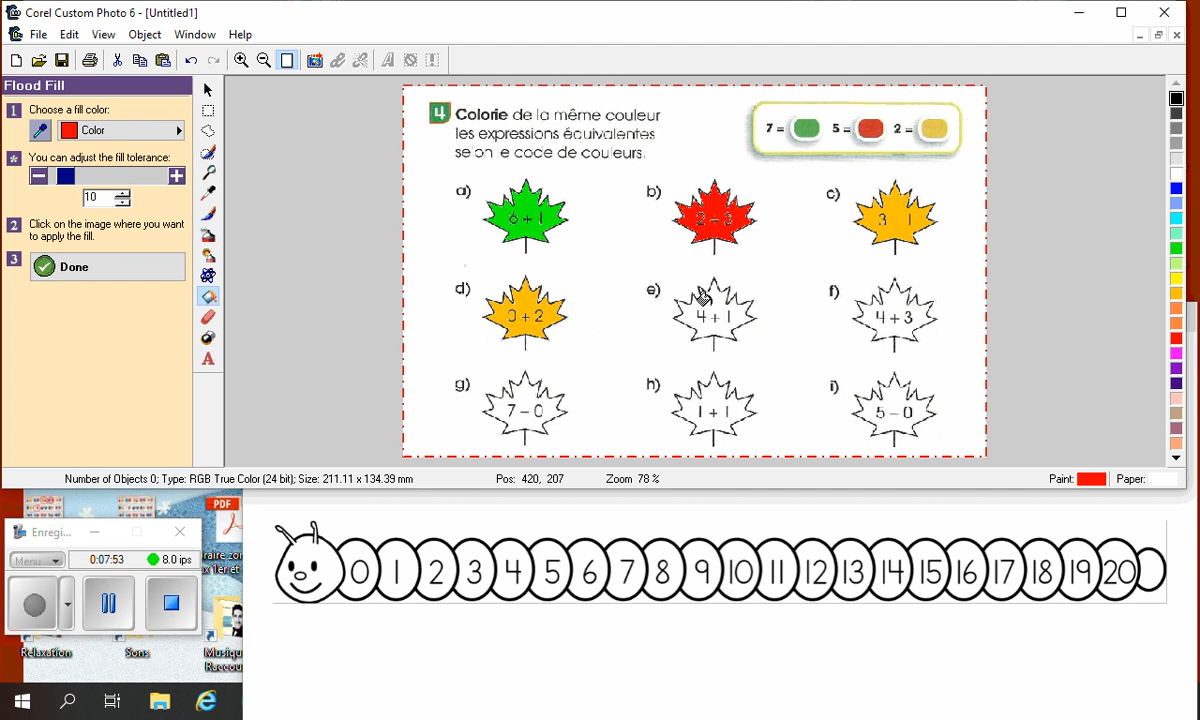 Corel Custom Photo 6 - [Untitled1]
File Edit View Object Window Help
Flood Fill
1 Choose a fill color:
Color
* You can adjust the fill tolerance:
10
2 Click on the image where you want
to apply the fill.
3 Done
4 Colorie de la même couleur
les expressions équivalentes
selon le code de couleurs.
7 = 5 = 2 =
a) 6 + 1
b) 2 + 3
c) 3 - 1
d) 0 + 2
e) 4 + 1
f) 4 + 3
g) 7 - 0
h) 1 + 1
i) 5 - 0
Number of Objects 0; Type: RGB True Color (24 bit); Size: 211.11 x 134.39 mm Pos: 420, 207 Zoom 78 % Paint: Paper:
PDF
Enregi...
Menu 0:07:53 8.0 ips
Relaxation Sons Musiqu
Raccou
0 1 2 3 4 5 6 7 8 9 10 11 12 13 14 15 16 17 18 19 20